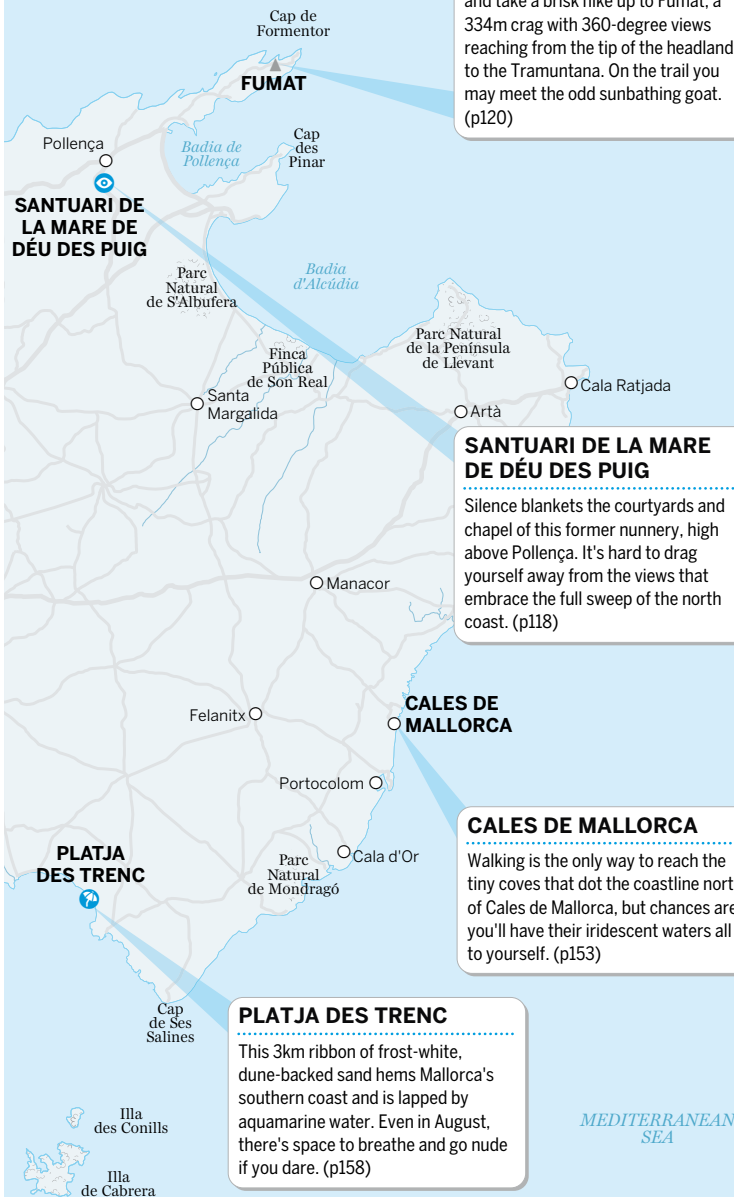 and take a brisk hike up to Fumat, a
334m crag with 360-degree views
reaching from the tip of the headland
to the Tramuntana. On the trail you
may meet the odd sunbathing goat.
(p120)
Cap de
Formentor
FUMAT
Pollença
Badia de
Pollença
Cap
des
Pinar
SANTUARI DE
LA MARE DE
DÉU DES PUIG
Parc
Natural
de S'Albufera
Badia
d'Alcúdia
Parc Natural
de la Península
de Llevant
Finca
Pública
de Son Real
Santa
Margalida
Cala Ratjada
Artà
SANTUARI DE LA MARE
DE DÉU DES PUIG
Silence blankets the courtyards and
chapel of this former nunnery, high
above Pollença. It's hard to drag
yourself away from the views that
embrace the full sweep of the north
coast. (p118)
Manacor
Felanitx
CALES DE
MALLORCA
Portocolom
CALES DE MALLORCA
Walking is the only way to reach the
tiny coves that dot the coastline nort
of Cales de Mallorca, but chances are
you'll have their iridescent waters all
to yourself. (p153)
Cala d'Or
Parc
Natural
de Mondragó
PLATJA
DES TRENC
Cap
de Ses
Salines
PLATJA DES TRENC
This 3km ribbon of frost-white,
dune-backed sand hems Mallorca's
southern coast and is lapped by
aquamarine water. Even in August,
there's space to breathe and go nude
if you dare. (p158)
Illa
des Conills
Illa
de Cabrera
MEDITERRANEAN
SEA